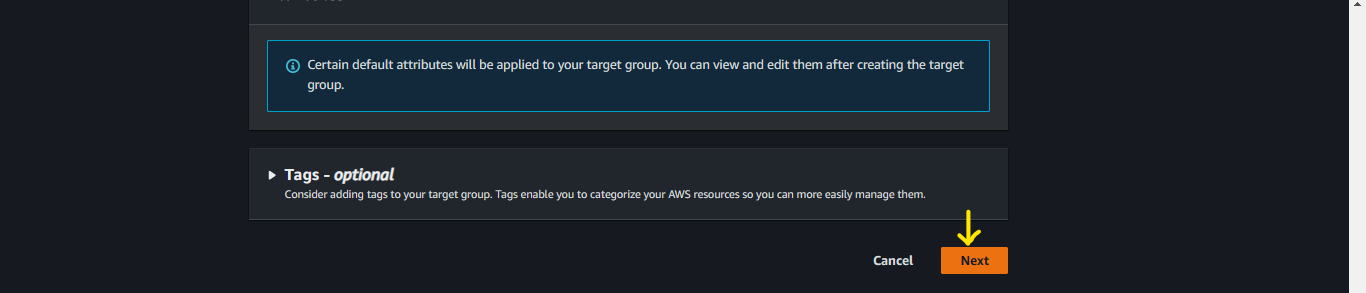 Certain default attributes will be applied to your target group. You can view and edit them after creating the target
group.
Tags - optional
Consider adding tags to your target group. Tags enable you to categorize your AWS resources so you can more easily manage them.
Cancel
Next